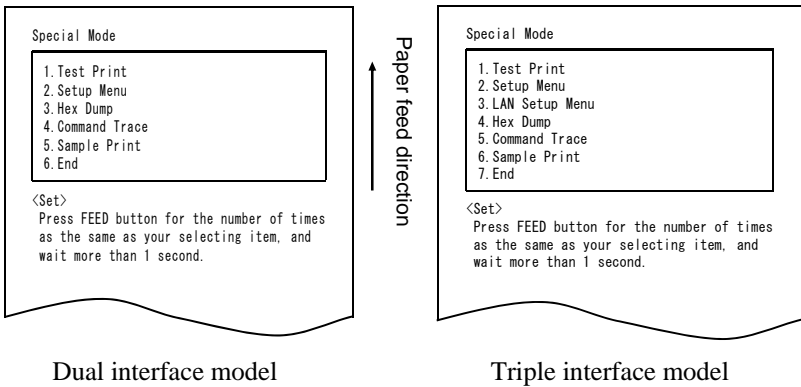 Special Mode
1. Test Print
2. Setup Menu
3. Hex Dump
4. Command Trace
5. Sample Print
6. End
<Set>
Press FEED button for the number of times
as the same as your selecting item, and
wait more than 1 second.
Dual interface model
Paper feed direction
Special Mode
1. Test Print
2. Setup Menu
3. LAN Setup Menu
4. Hex Dump
5. Command Trace
6. Sample Print
7. End
<Set>
Press FEED button for the number of times
as the same as your selecting item, and
wait more than 1 second.
Triple interface model